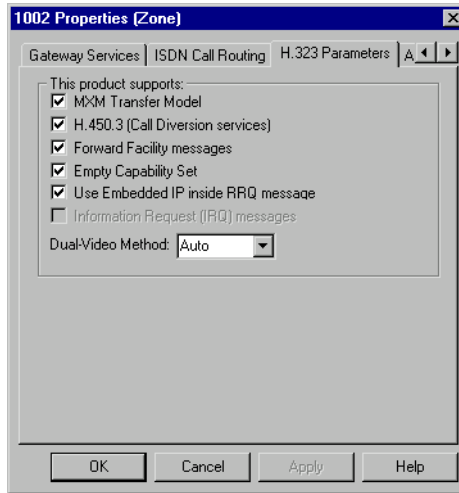 1002 Properties (Zone)
Gateway Services ISDN Call Routing H.323 Parameters A
This product supports:
MXM Transfer Model
H.450.3 (Call Diversion services)
Forward Facility messages
Empty Capability Set
Use Embedded IP inside RRQ message
Information Request (IRQ) messages
Dual-Video Method: Auto
OK Cancel Apply Help